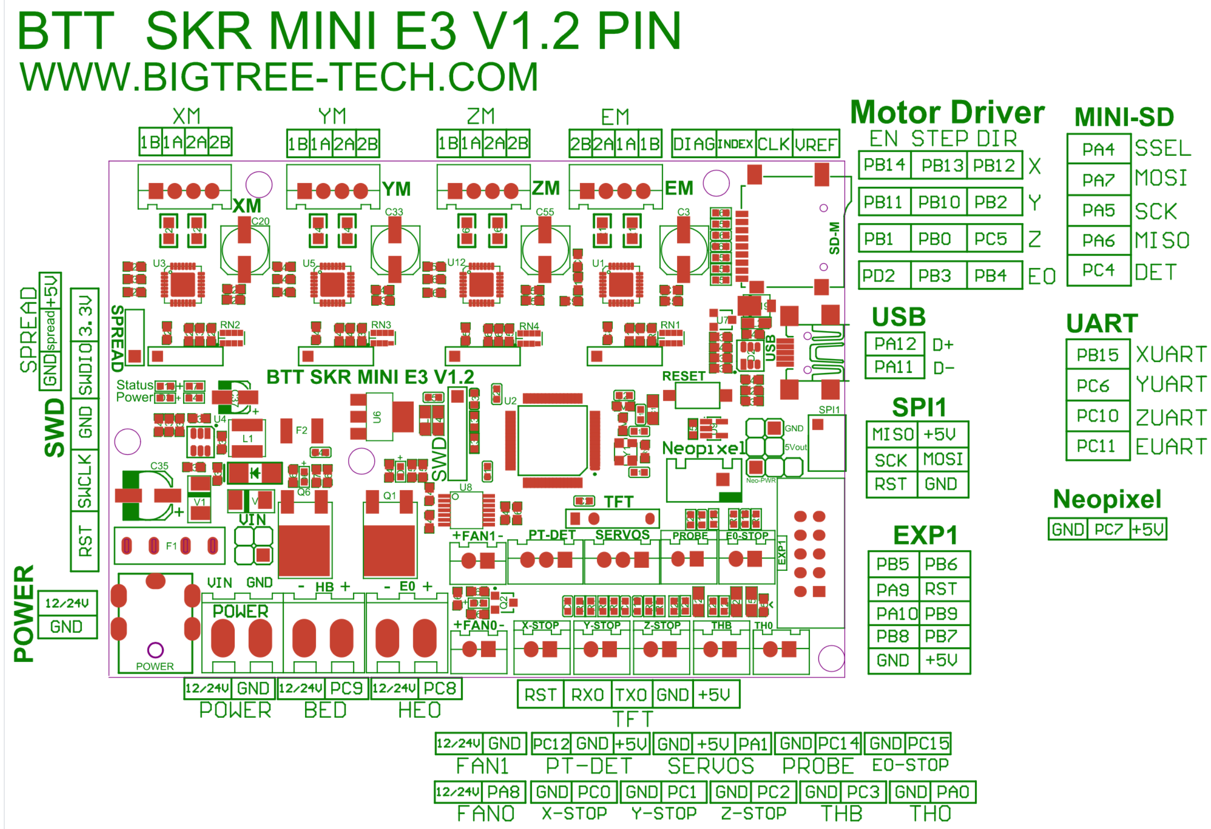 BTT SKR MINI E3 V1.2 PIN
WWW.BIGTREE-TECH.COM
XM
1B 1A 2A 2B
YM
1B 1A 2A 2B
ZM
1B 1A 2A 2B
EM
2B 2A 1A 1B
DIAG INDEX CLK VREF
Motor Driver
EN STEP DIR
PB14 PB13 PB12 X
PB11 PB10 PB2 Y
PB1 PB0 PC5 Z
PD2 PB3 PB4 E0
MINI-SD
PA4 SSEL
PA7 MOSI
PA5 SCK
PA6 MISO
PC4 DET
USB
PA12 D+
PA11 D-
UART
PB15 XUART
PC6 YUART
PC10 ZUART
PC11 EUART
SPI1
MISO +5V
SCK MOSI
RST GND
Neopixel
GND PC7 +5V
EXP1
PB5 PB6
PA9 RST
PA10 PB9
PB8 PB7
GND +5V
XM
YM
ZM
EM
C20
C33
C55
C3
SD-M
U3
U5
U12
U1
RN2
RN3
RN4
RN1
U7
USB
SPREAD
GND spread +5V
SPREAD
SWD
RST SWCLK GND SWDIO 3.3V
BTT SKR MINI E3 V1.2
RESET
Status
Power
U4
L1
F2
U6
U2
SWD
Neopixel
GND
5Vout
Neo-PWR
SPI1
C35
V1
Q6
Q1
U8
VIN
F1
TFT
+FAN1-
PT-DET
SERVOS
PROBE
E0-STOP
EXP1
VIN GND
- HB +
- E0 +
Q2
POWER
12/24V
GND
POWER
POWER
+FAN0-
X-STOP
Y-STOP
Z-STOP
THB
TH0
12/24V GND
POWER
12/24V PC9
BED
12/24V PC8
HE0
RST RX0 TX0 GND +5V
TFT
12/24V GND
FAN1
PC12 GND +5V
PT-DET
GND +5V PA1
SERVOS
GND PC14
PROBE
GND PC15
E0-STOP
12/24V PA8
FAN0
GND PC0
X-STOP
GND PC1
Y-STOP
GND PC2
Z-STOP
GND PC3
THB
GND PA0
TH0